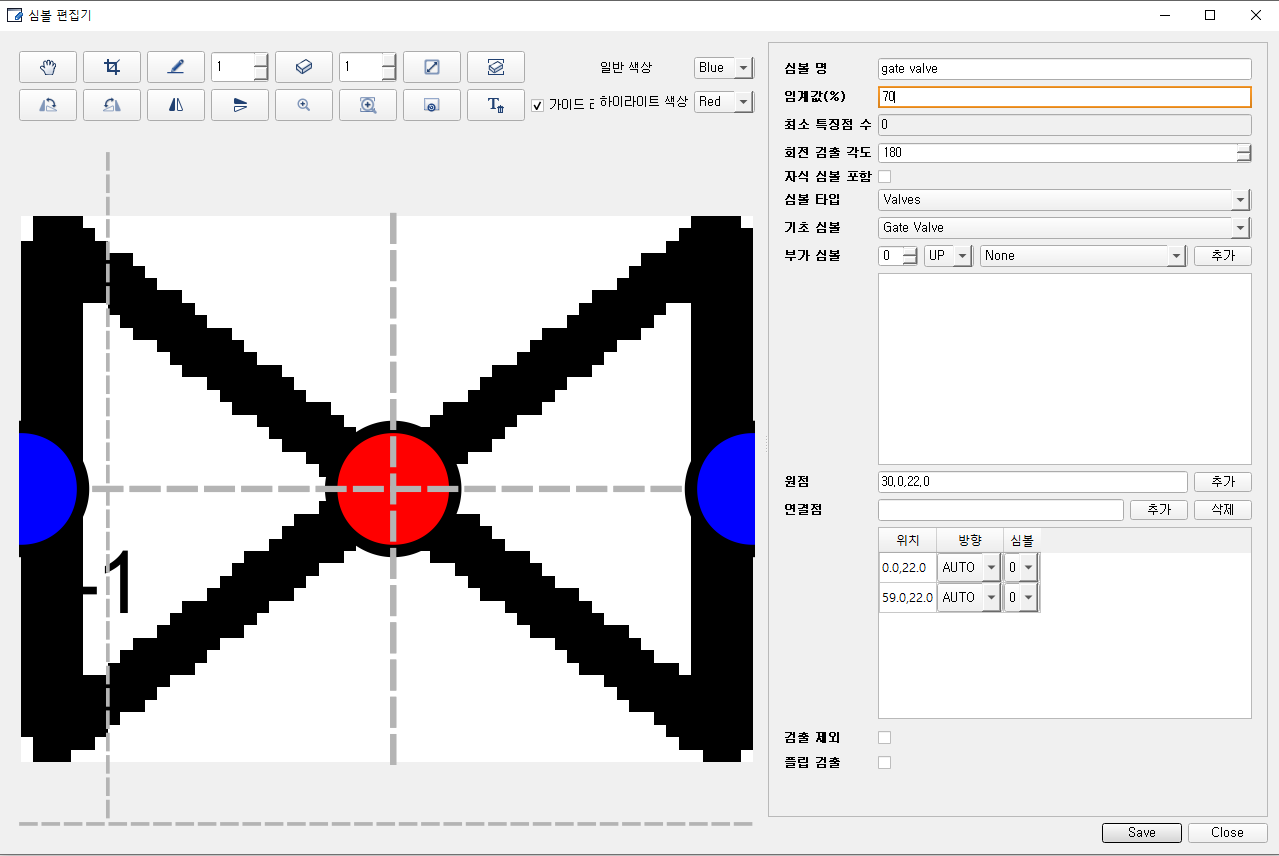 심볼 편집기
1
1
일반 색상
Blue
가이드
하이라이트 색상
Red
-1
심볼 명
gate valve
임계값(%)
70
최소 특징점 수
0
회전 검출 각도
180
자식 심볼 포함
심볼 타입
Valves
기초 심볼
Gate Valve
부가 심볼
0
UP
None
추가
원점
30,0,22,0
추가
연결점
추가
삭제
위치 방향 심볼
0.0,22.0 AUTO 0
59.0,22.0 AUTO 0
검출 제외
플립 검출
Save
Close